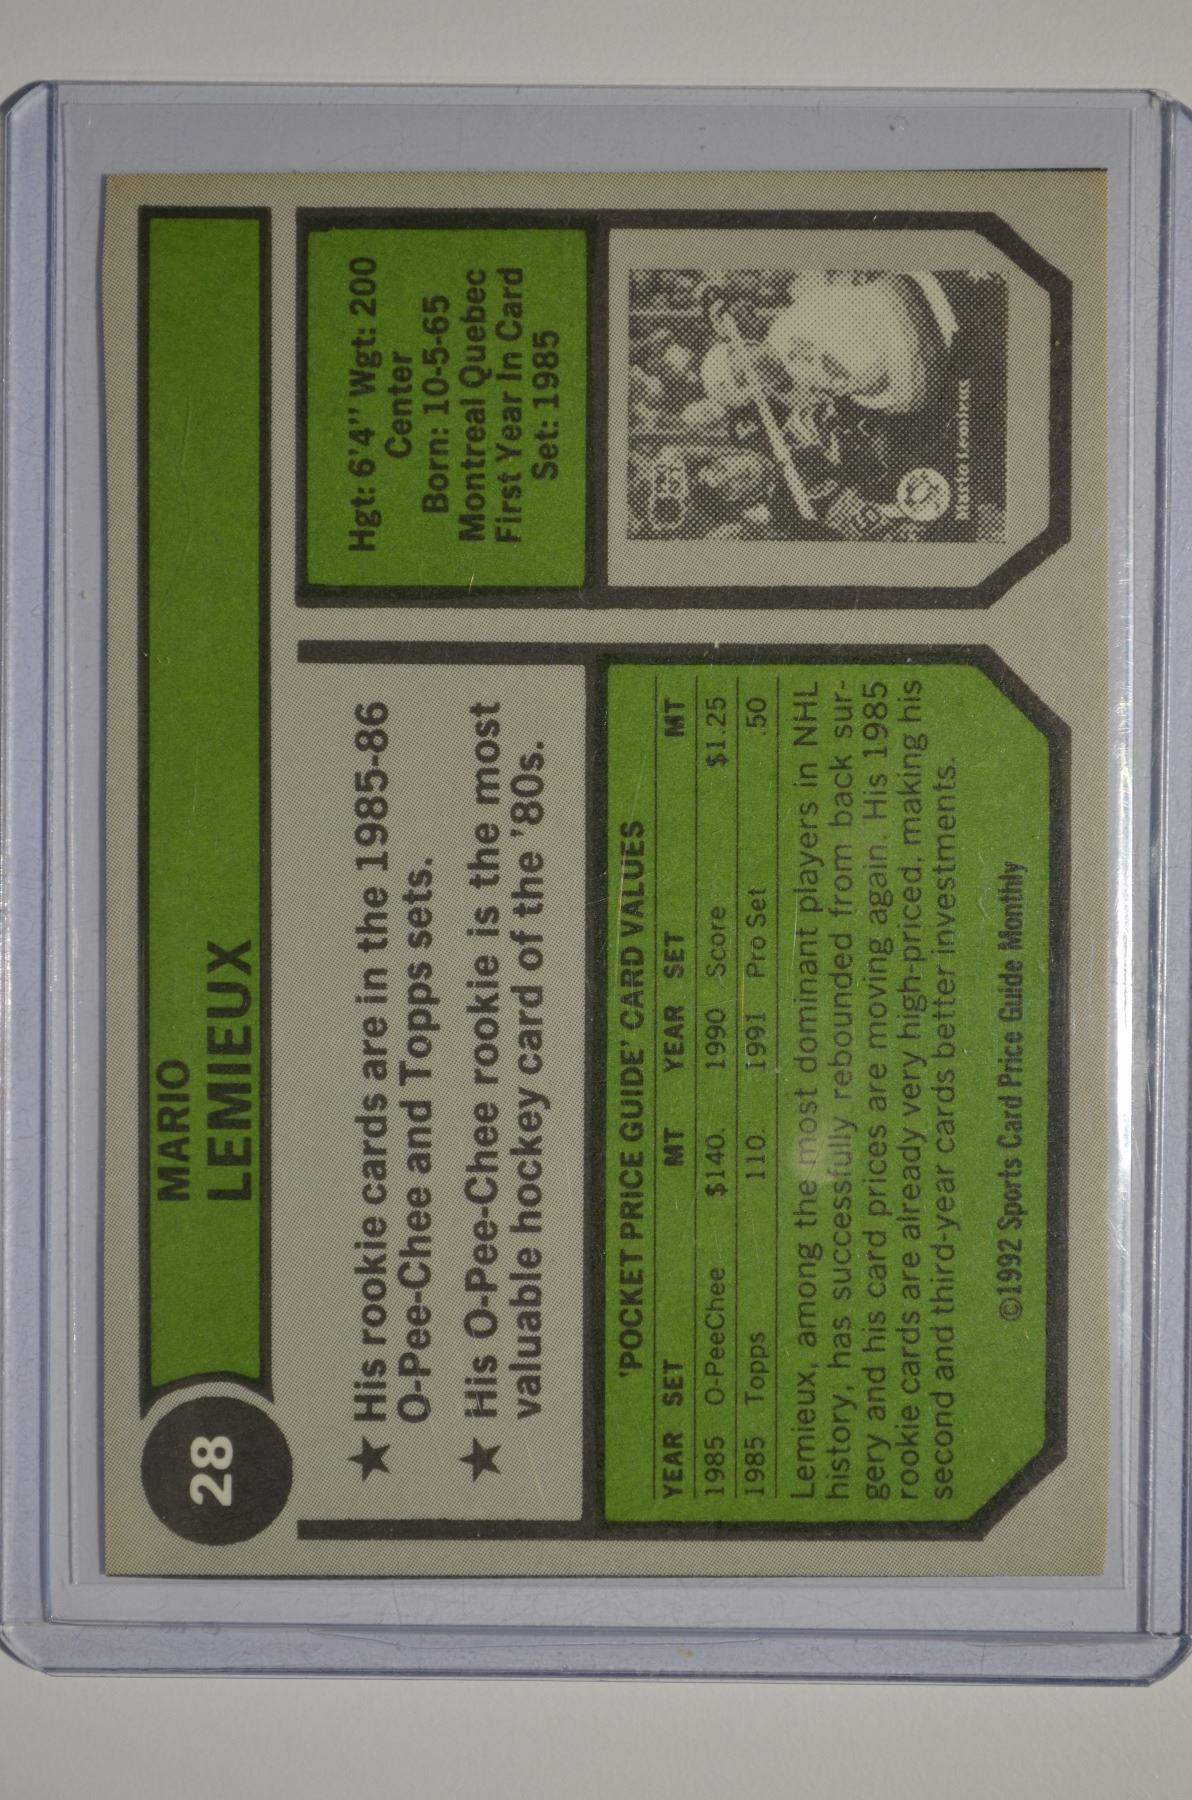 28
MARIO
LEMIEUX
★ His rookie cards are in the 1985-86
O-Pee-Chee and Topps sets.
★ His O-Pee-Chee rookie is the most
valuable hockey card of the '80s.
Hgt: 6'4" Wgt: 200
Center
Born: 10-5-65
Montreal Quebec
First Year In Card
Set: 1985
'POCKET PRICE GUIDE' CARD VALUES
YEAR SET MT YEAR SET MT
1985 O-PeeChee $140. 1990 Score $1.25
1985 Topps 110. 1991 Pro Set .50
Lemieux, among the most dominant players in NHL
history, has successfully rebounded from back sur-
gery and his card prices are moving again. His 1985
rookie cards are already very high-priced, making his
second and third-year cards better investments.
©1992 Sports Card Price Guide Monthly
Mario Lemieux